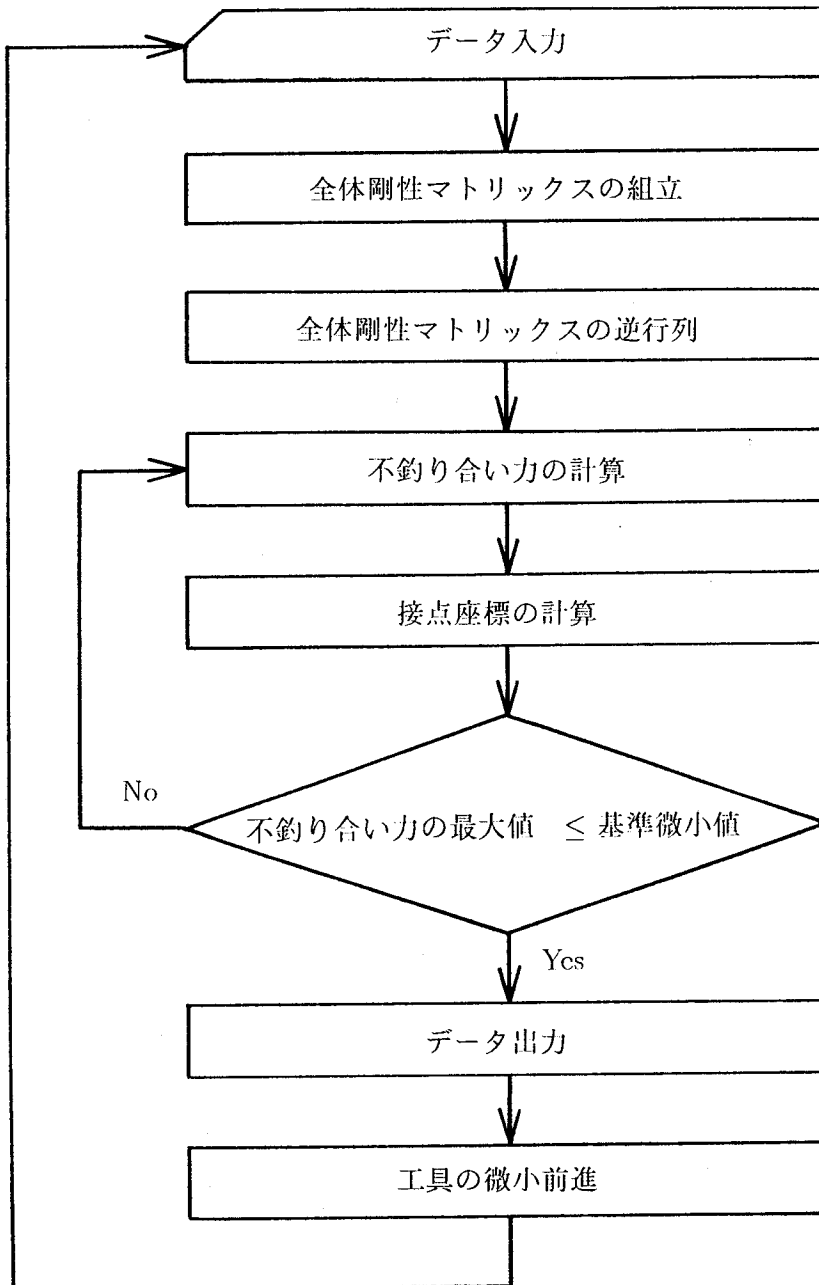 データ入力
全体剛性マトリックスの組立
全体剛性マトリックスの逆行列
不釣り合い力の計算
接点座標の計算
No
不釣り合い力の最大値 ≤ 基準微小値
Yes
データ出力
工具の微小前進